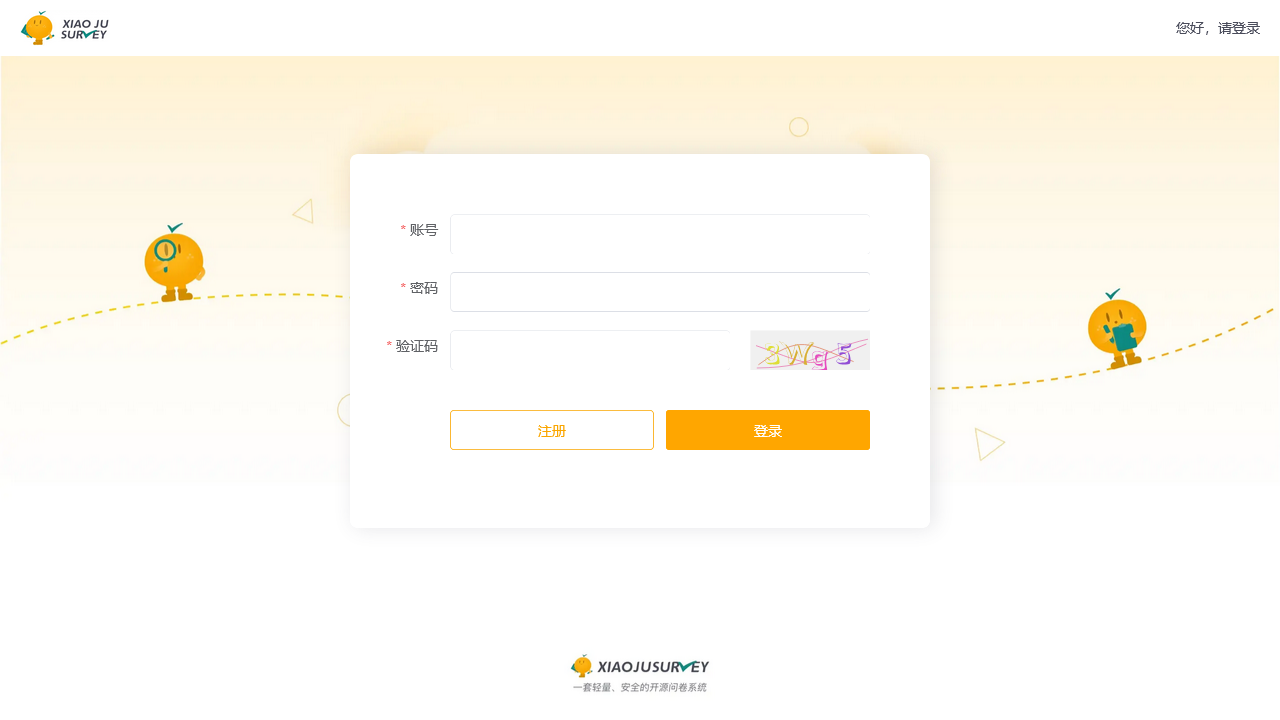 XIAO JU
SURVEY
您好，请登录
* 账号
* 密码
* 验证码
3Wg5
注册
登录
XIAOJUSURVEY
一套轻量、安全的开源问卷系统